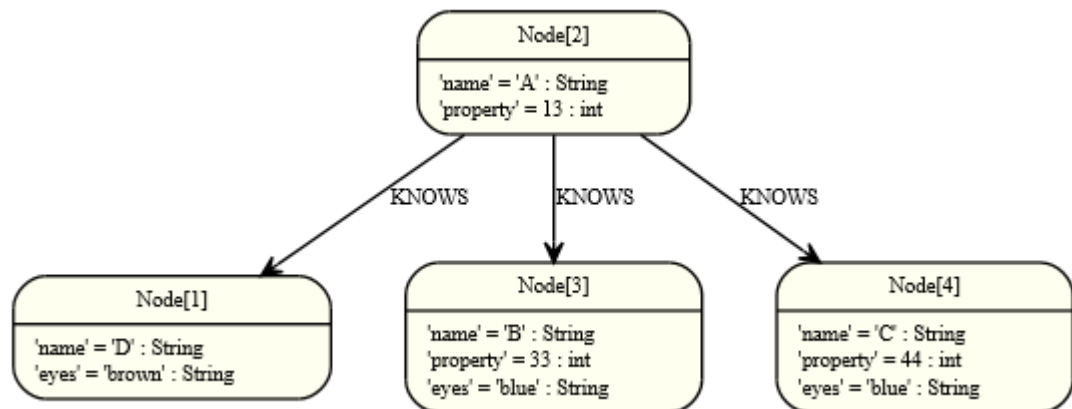 Node[2]
'name' = 'A' : String
'property' = 13 : int
KNOWS
KNOWS
KNOWS
Node[1]
'name' = 'D' : String
'eyes' = 'brown' : String
Node[3]
'name' = 'B' : String
'property' = 33 : int
'eyes' = 'blue' : String
Node[4]
'name' = 'C' : String
'property' = 44 : int
'eyes' = 'blue' : String